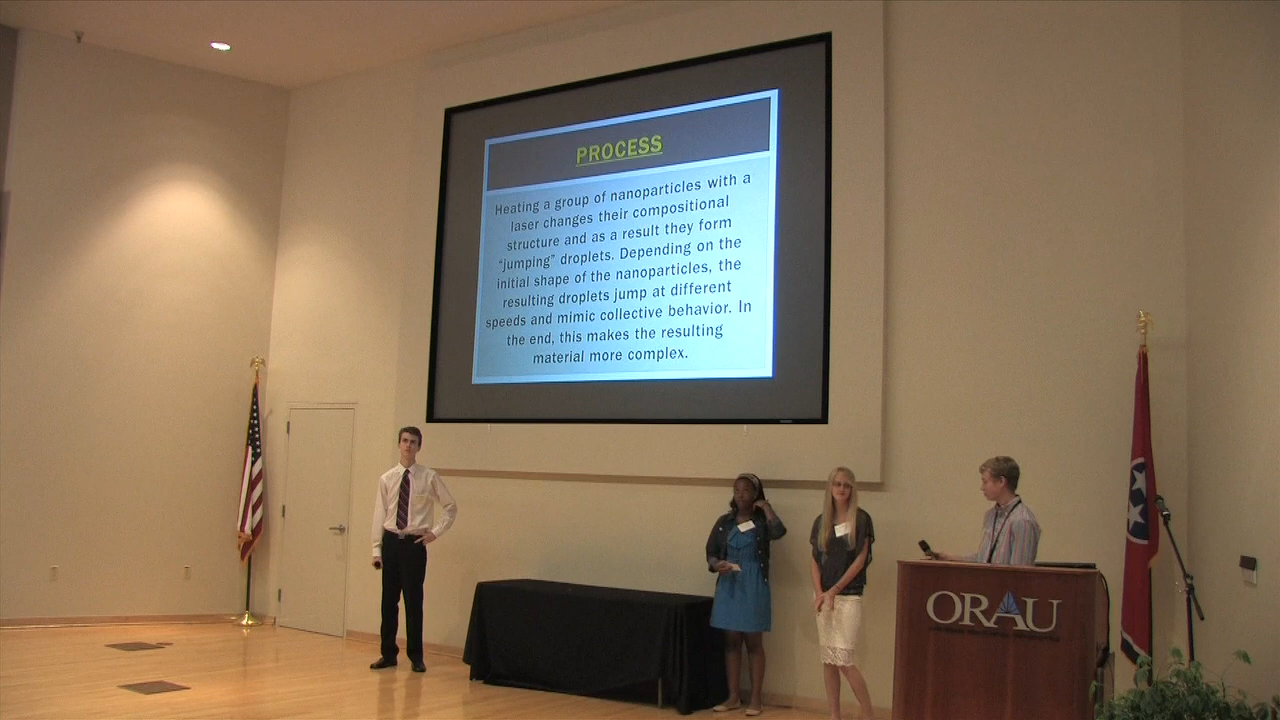 PROCESS
Heating a group of nanoparticles with a
laser changes their compositional
structure and as a result they form
"jumping" droplets. Depending on the
initial shape of the nanoparticles, the
resulting droplets jump at different
speeds and mimic collective behavior. In
the end, this makes the resulting
material more complex.
ORAU